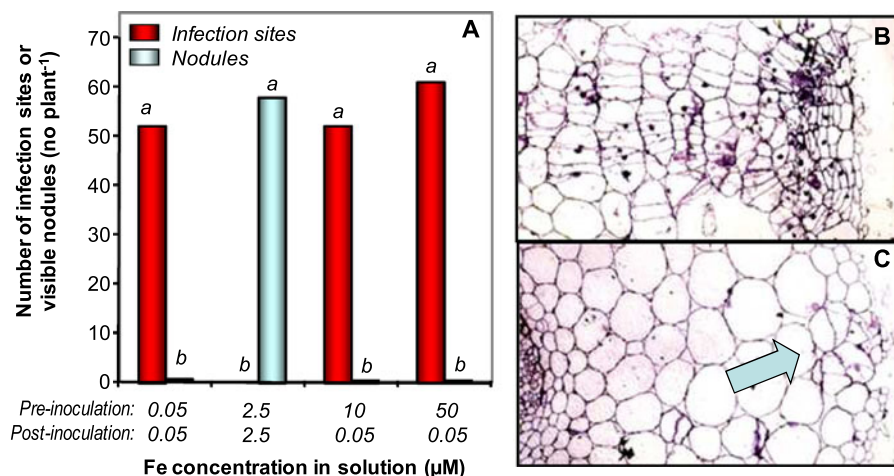 A
Infection sites
Nodules
Number of infection sites or
visible nodules (no plant-1)
70
60
50
40
30
20
10
0
a
b
a
a
b
a
b
Pre-inoculation: 0.05 2.5 10 50
Post-inoculation: 0.05 2.5 0.05 0.05
Fe concentration in solution (µM)
B
C